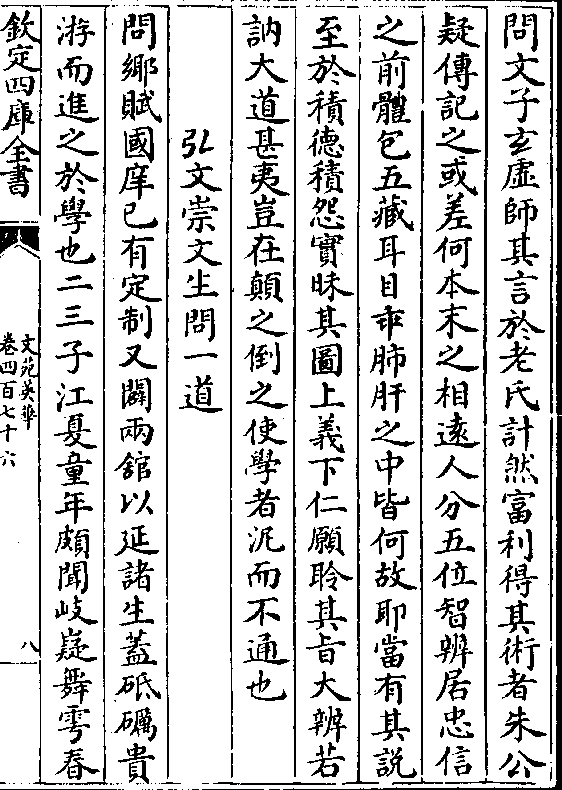 問文子玄虛師其言於老氏計然富利得其術者朱公
疑傳記之或差何本末之相遠人分五位智辨居忠信
之前體包五藏耳目乖肺肝之中皆何故耶當有其説
至於積德積怨實昧其圖上義下仁願聆其旨大辨若
訥大道甚夷豈在顛之倒之使學者泥而不通也
弘文崇文生問一道
問鄉賦國庠已有定制又闢兩舘以延諸生蓋砥礪貴
游而進之於學也二三子江夏童年頗聞岐嶷舞雩春
欽定四庫全書
文苑英華
卷四百七十六
八